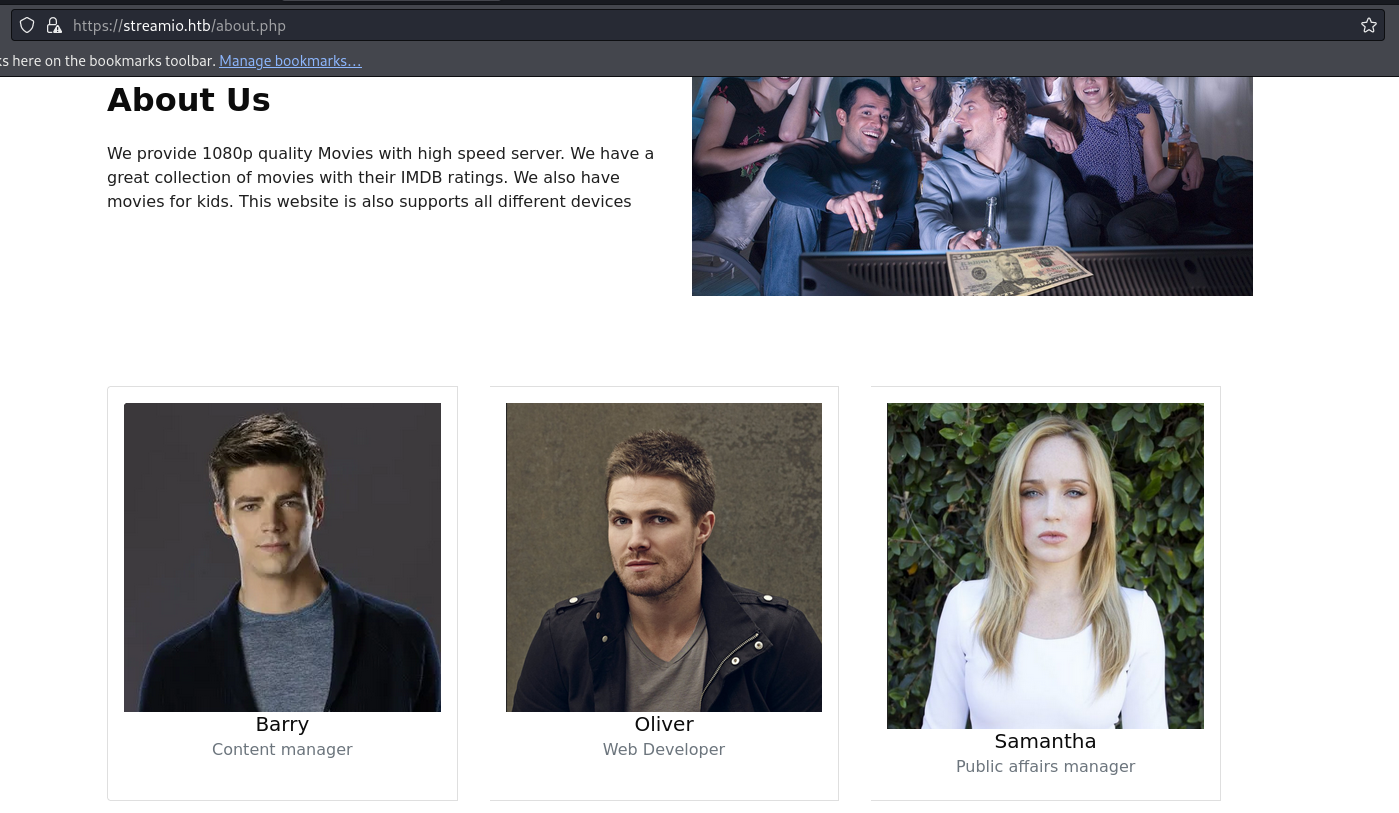 https://streamio.htb/about.php
s here on the bookmarks toolbar. Manage bookmarks…
About Us
We provide 1080p quality Movies with high speed server. We have a
great collection of movies with their IMDB ratings. We also have
movies for kids. This website is also supports all different devices
50
Barry
Content manager
Oliver
Web Developer
Samantha
Public affairs manager